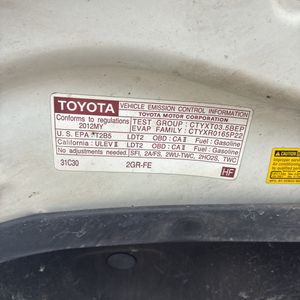 TOYOTA
VEHICLE EMISSION CONTROL INFORMATION
TOYOTA MOTOR CORPORATION
Conforms to regulations
2012MY
TEST GROUP: CTYXT03.5BEP
EVAP FAMILY: CTYXR0165P22
U.S. EPA : T2B5 LDT2 OBD : CA II Fuel : Gasoline
California : ULEV II LDT2 OBD : CA II Fuel : Gasoline
No adjustments needed. SFI, 2A/FS, 2WU-TWC, 2HO2S, TWC
31C30 2GR-FE HF